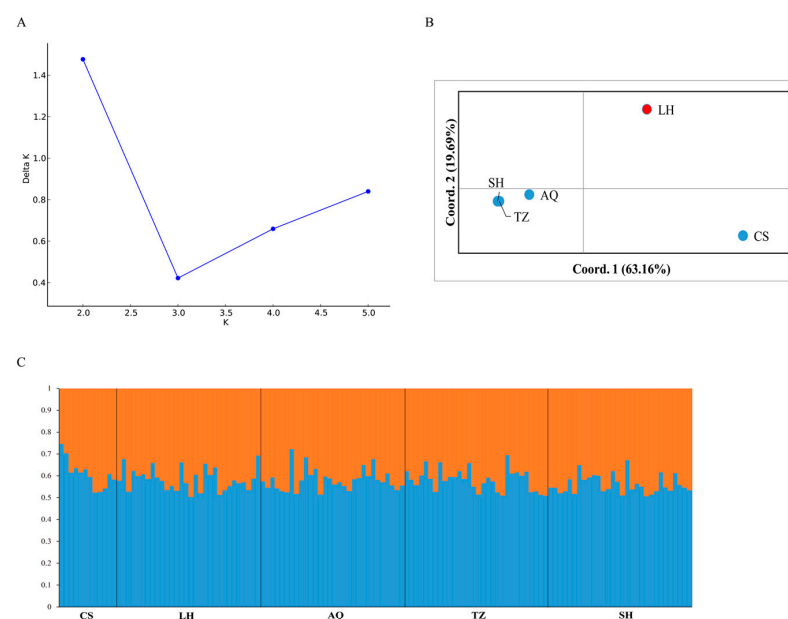 A
B
1.4
1.2
1.0
0.8
0.6
0.4
Delta K
2.0 2.5 3.0 3.5 4.0 4.5 5.0
K
LH
SH
AQ
TZ
CS
Coord. 2 (19.69%)
Coord. 1 (63.16%)
C
1
0.9
0.8
0.7
0.6
0.5
0.4
0.3
0.2
0.1
0
CS LH AQ TZ SH